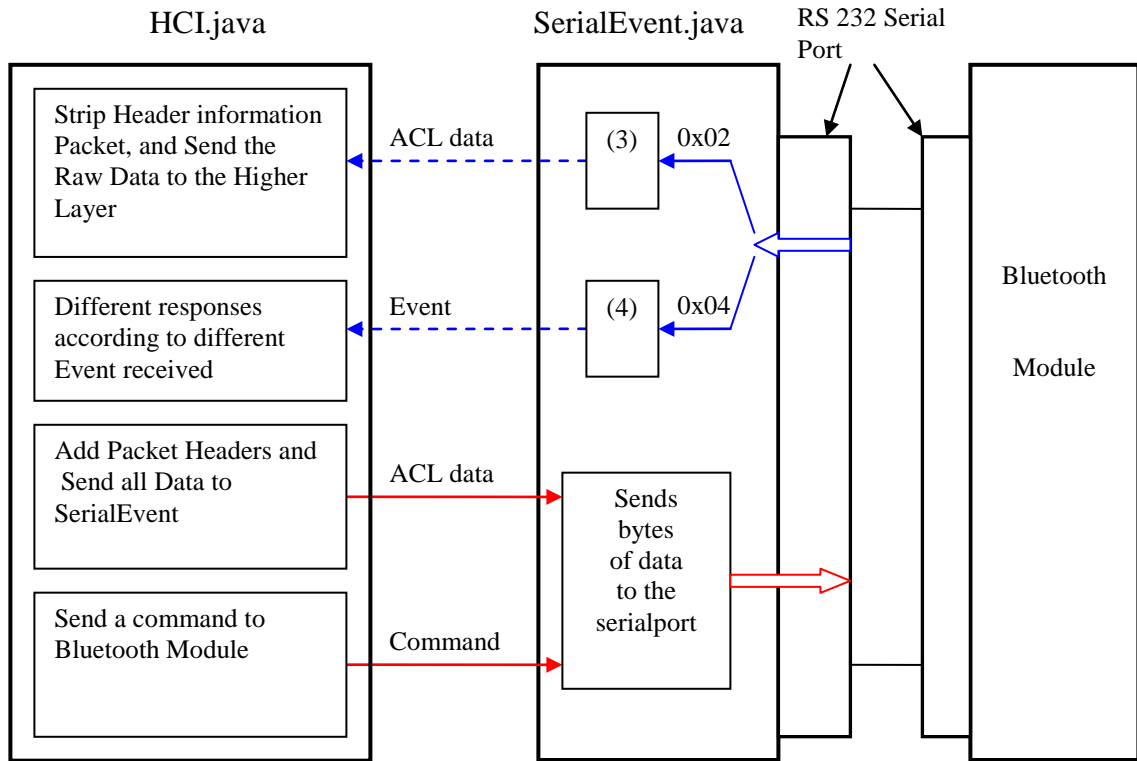 HCI.java
SerialEvent.java
RS 232 Serial
Port
Strip Header information
Packet, and Send the
Raw Data to the Higher
Layer
ACL data
(3)
0x02
Different responses
according to different
Event received
Event
(4)
0x04
Bluetooth
Module
Add Packet Headers and
Send all Data to
SerialEvent
ACL data
Sends
bytes
of data
to the
serialport
Send a command to
Bluetooth Module
Command